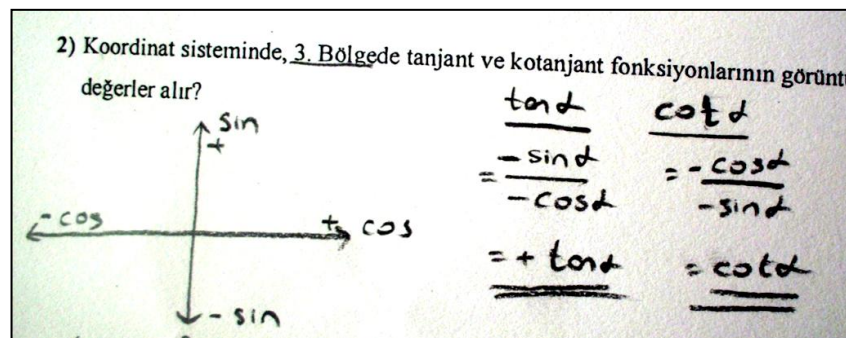 2) Koordinat sisteminde, 3. Bölgede tanjant ve kotanjant fonksiyonlarının
değerler alır?
sin
+
- cos
+
cos
- sin
tanα
= -sinα / -cosα
= + tanα
cotα
= -cosα / -sinα
= cotα